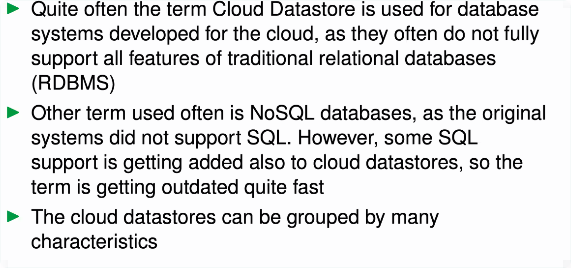 Quite often the term Cloud Datastore is used for database
systems developed for the cloud, as they often do not fully
support all features of traditional relational databases
(RDBMS)
Other term used often is NoSQL databases, as the original
systems did not support SQL. However, some SQL
support is getting added also to cloud datastores, so the
term is getting outdated quite fast
The cloud datastores can be grouped by many
characteristics